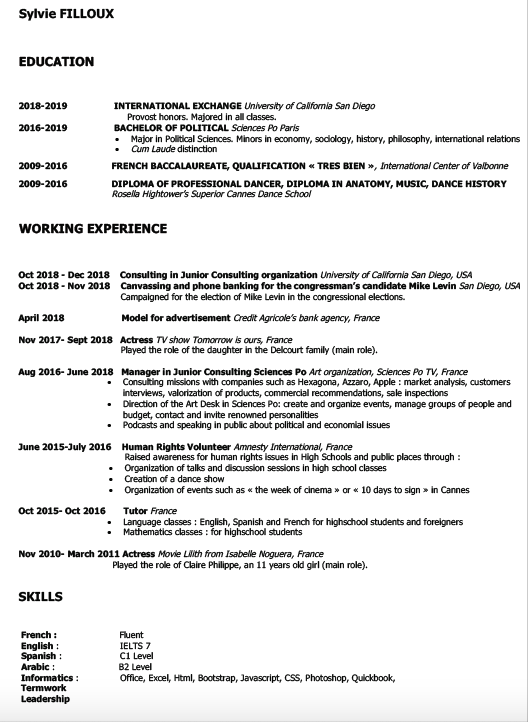 Sylvie FILLOUX
EDUCATION
2018-2019 INTERNATIONAL EXCHANGE University of California San Diego
Provost honors. Majored in all classes.
2016-2019 BACHELOR OF POLITICAL Sciences Po Paris
• Major in Political Sciences. Minors in economy, sociology, history, philosophy, international relations
• Cum Laude distinction
2009-2016 FRENCH BACCALAUREATE, QUALIFICATION « TRES BIEN », International Center of Valbonne
2009-2016 DIPLOMA OF PROFESSIONAL DANCER, DIPLOMA IN ANATOMY, MUSIC, DANCE HISTORY
Rosella Hightower's Superior Cannes Dance School
WORKING EXPERIENCE
Oct 2018 - Dec 2018 Consulting in Junior Consulting organization University of California San Diego, USA
Oct 2018 - Nov 2018 Canvassing and phone banking for the congressman's candidate Mike Levin San Diego, USA
Campaigned for the election of Mike Levin in the congressional elections.
April 2018 Model for advertisement Credit Agricole's bank agency, France
Nov 2017- Sept 2018 Actress TV show Tomorrow is ours, France
Played the role of the daughter in the Delcourt family (main role).
Aug 2016- June 2018 Manager in Junior Consulting Sciences Po Art organization, Sciences Po TV, France
• Consulting missions with companies such as Hexagona, Azzaro, Apple : market analysis, customers
interviews, valorization of products, commercial recommendations, sale inspections
• Direction of the Art Desk in Sciences Po: create and organize events, manage groups of people and
budget, contact and invite renowned personalities
• Podcasts and speaking in public about political and economial issues
June 2015-July 2016 Human Rights Volunteer Amnesty International, France
Raised awareness for human rights issues in High Schools and public places through :
• Organization of talks and discussion sessions in high school classes
• Creation of a dance show
• Organization of events such as « the week of cinema » or « 10 days to sign » in Cannes
Oct 2015- Oct 2016 Tutor France
• Language classes : English, Spanish and French for highschool students and foreigners
• Mathematics classes : for highschool students
Nov 2010- March 2011 Actress Movie Lilith from Isabelle Noguera, France
Played the role of Claire Philippe, an 11 years old girl (main role).
SKILLS
French : Fluent
English : IELTS 7
Spanish : C1 Level
Arabic : B2 Level
Informatics : Office, Excel, Html, Bootstrap, Javascript, CSS, Photoshop, Quickbook,
Termwork
Leadership